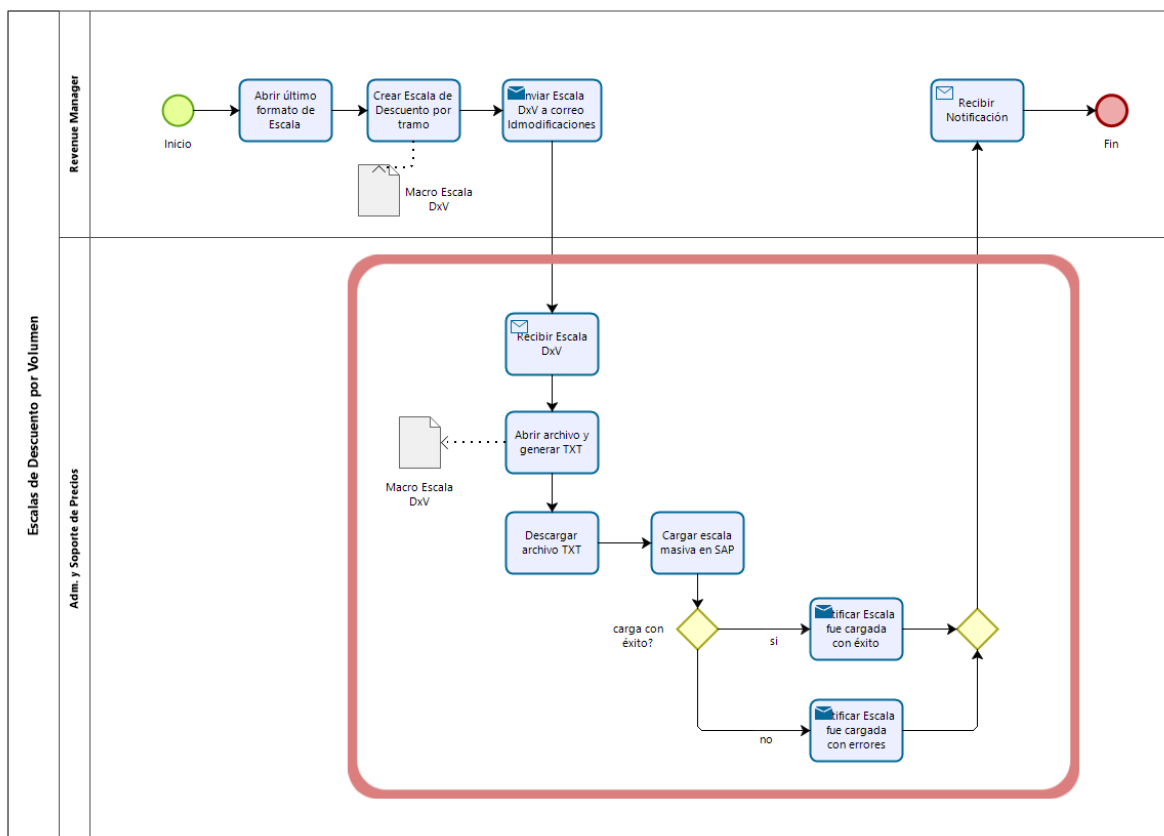 Escalas de Descuento por Volumen
Revenue Manager
Inicio
Abrir último
formato de
Escala
Crear Escala de
Descuento por
tramo
Macro Escala
DxV
nviar Escala
DxV a correo
Idmodificaciones
Recibir
Notificación
Fin
Adm. y Soporte de Precios
Recibir Escala
DxV
Abrir archivo y
generar TXT
Macro Escala
DxV
Descargar
archivo TXT
Cargar escala
masiva en SAP
carga con
éxito?
si
tificar Escala
fue cargada
con éxito
no
tificar Escala
fue cargada
con errores